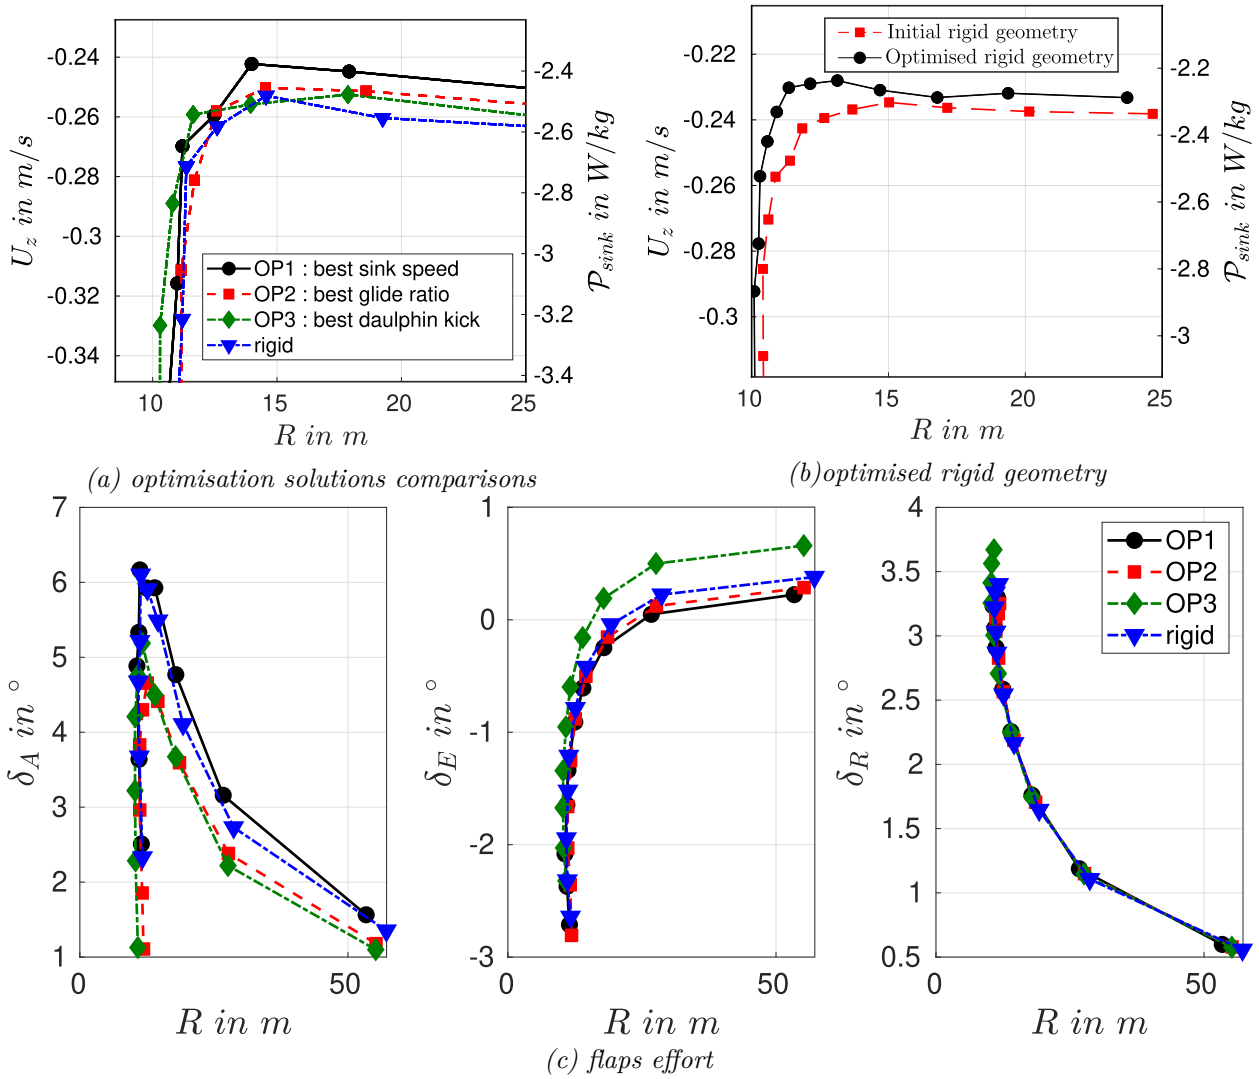 -0.24
-0.26
-0.28
-0.3
-0.32
-0.34
U_z in m/s
-2.4
-2.6
-2.8
-3
-3.2
-3.4
P_sink in W/kg
OP1 : best sink speed
OP2 : best glide ratio
OP3 : best daulphin kick
rigid
10 15 20 25
R in m
(a) optimisation solutions comparisons
Initial rigid geometry
Optimised rigid geometry
-0.22
-0.24
-0.26
-0.28
-0.3
U_z in m/s
-2.2
-2.4
-2.6
-2.8
-3
P_sink in W/kg
10 15 20 25
R in m
(b)optimised rigid geometry
7
6
5
4
3
2
1
δ_A in °
0 50
R in m
1
0
-1
-2
-3
δ_E in °
0 50
R in m
4
3.5
3
2.5
2
1.5
1
0.5
δ_R in °
OP1
OP2
OP3
rigid
0 50
R in m
(c) flaps effort